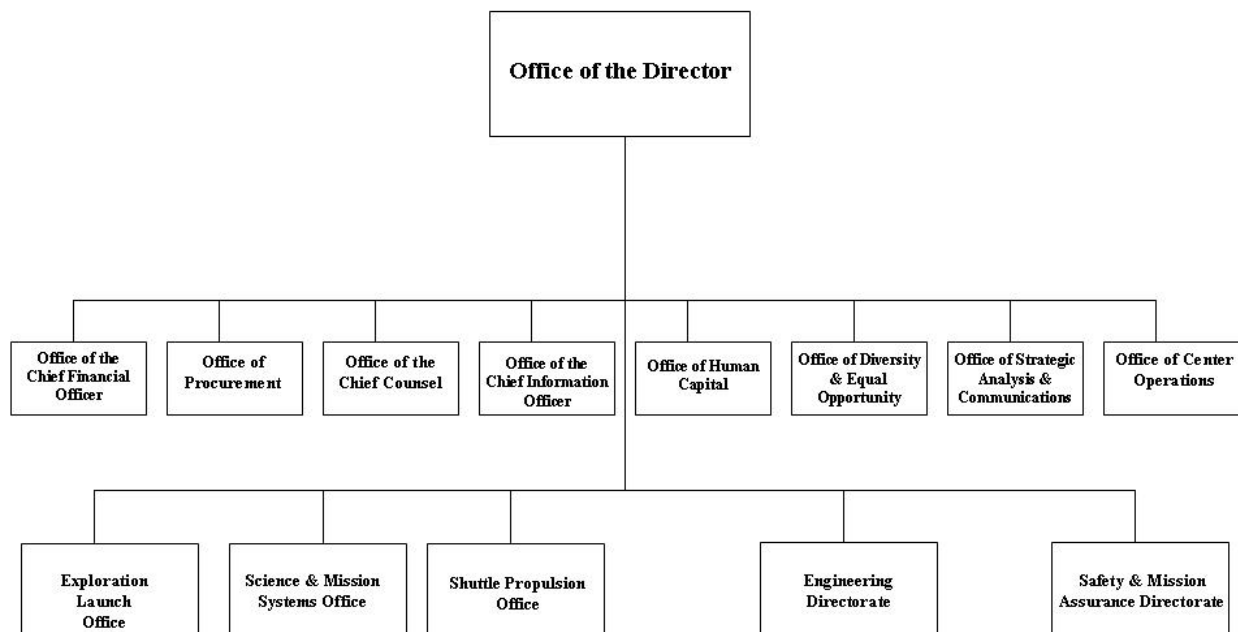 Office of the Director
Office of the
Chief Financial
Officer
Office of
Procurement
Office of the
Chief Counsel
Office of the
Chief Information
Officer
Office of Human
Capital
Office of Diversity
& Equal
Opportunity
Office of Strategic
Analysis &
Communications
Office of Center
Operations
Exploration
Launch
Office
Science & Mission
Systems Office
Shuttle Propulsion
Office
Engineering
Directorate
Safety & Mission
Assurance Directorate